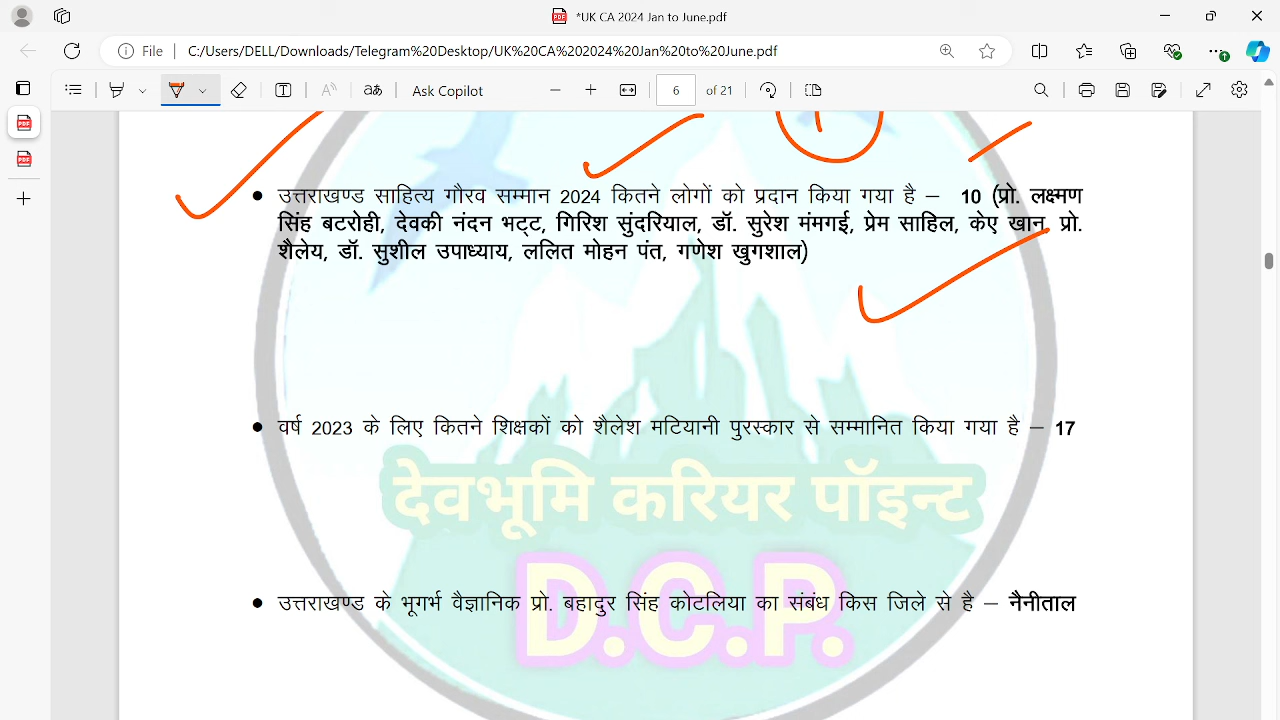 *UK CA 2024 Jan to June.pdf
File C:/Users/DELL/Downloads/Telegram%20Desktop/UK%20CA%202024%20Jan%20to%20June.pdf
Ask Copilot 6 of 21
उत्तराखण्ड साहित्य गौरव सम्मान 2024 कितने लोगों को प्रदान किया गया है – 10 (प्रो. लक्ष्मण
सिंह बटरोही, देवकी नंदन भट्ट, गिरिश सुंदरियाल, डॉ. सुरेश मंमगई, प्रेम साहिल, केए खान, प्रो.
शैलेय, डॉ. सुशील उपाध्याय, ललित मोहन पंत, गणेश खुगशाल)
वर्ष 2023 के लिए कितने शिक्षकों को शैलेश मटियानी पुरस्कार से सम्मानित किया गया है – 17
देवभूमि करियर पॉइन्ट
उत्तराखण्ड के भूगर्भ वैज्ञानिक प्रो. बहादुर सिंह कोटलिया का संबंध किस जिले से है – नैनीताल
D.C.P.